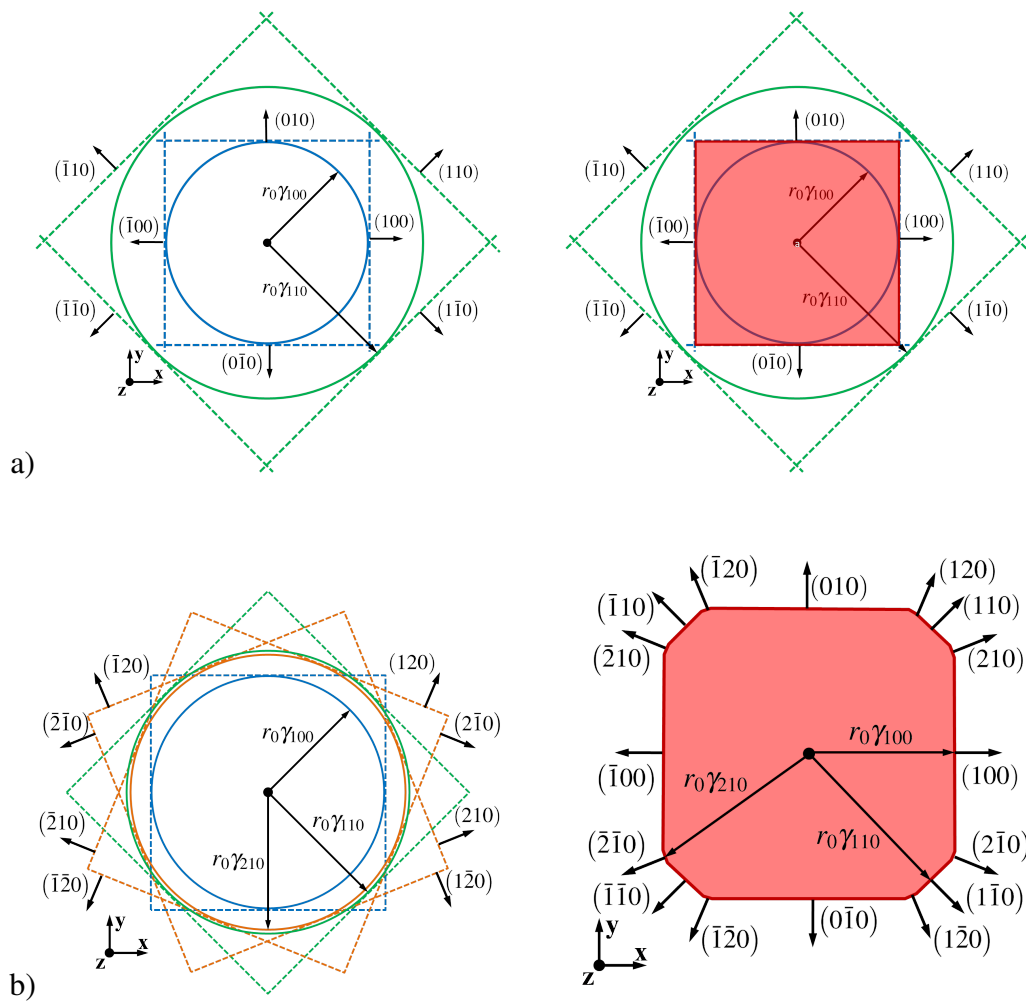 (010)
(1̄10)
(110)
r₀γ₁₀₀
(1̄00)
(100)
r₀γ₁₁₀
(1̄1̄0)
(11̄0)
(01̄0)
y
z
x
(010)
(1̄10)
(110)
r₀γ₁₀₀
(1̄00)
(100)
r₀γ₁₁₀
(1̄1̄0)
(11̄0)
(01̄0)
y
z
x
a)
(1̄20)
(120)
(2̄1̄0)
(21̄0)
r₀γ₁₀₀
(2̄10)
(210)
r₀γ₁₁₀
r₀γ₂₁₀
(1̄2̄0)
(12̄0)
y
z
x
(1̄20)
(010)
(120)
(1̄10)
(110)
(2̄10)
(210)
r₀γ₁₀₀
(1̄00)
(100)
r₀γ₂₁₀
r₀γ₁₁₀
(2̄1̄0)
(21̄0)
(1̄1̄0)
(11̄0)
(1̄2̄0)
(01̄0)
(12̄0)
y
z
x
b)